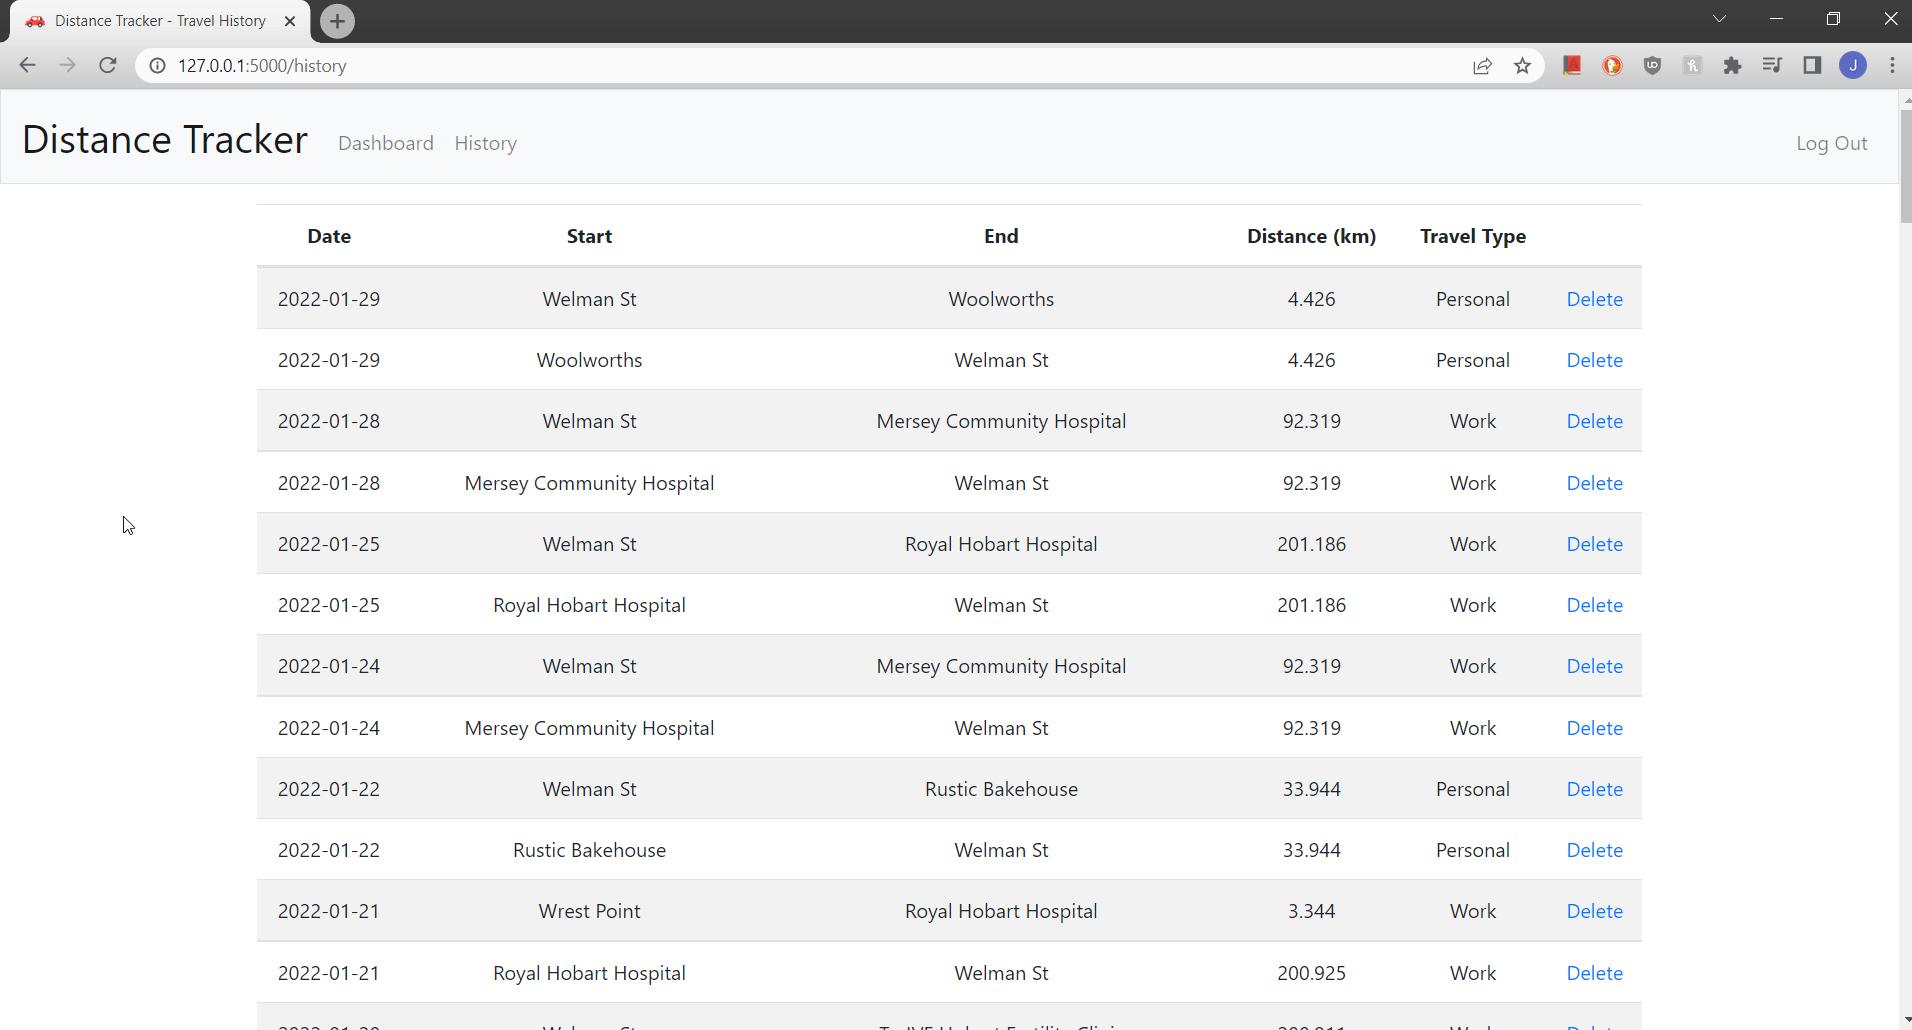 Distance Tracker - Travel History
127.0.0.1:5000/history
J
Distance Tracker Dashboard History Log Out
Date Start End Distance (km) Travel Type
2022-01-29 Welman St Woolworths 4.426 Personal Delete
2022-01-29 Woolworths Welman St 4.426 Personal Delete
2022-01-28 Welman St Mersey Community Hospital 92.319 Work Delete
2022-01-28 Mersey Community Hospital Welman St 92.319 Work Delete
2022-01-25 Welman St Royal Hobart Hospital 201.186 Work Delete
2022-01-25 Royal Hobart Hospital Welman St 201.186 Work Delete
2022-01-24 Welman St Mersey Community Hospital 92.319 Work Delete
2022-01-24 Mersey Community Hospital Welman St 92.319 Work Delete
2022-01-22 Welman St Rustic Bakehouse 33.944 Personal Delete
2022-01-22 Rustic Bakehouse Welman St 33.944 Personal Delete
2022-01-21 Wrest Point Royal Hobart Hospital 3.344 Work Delete
2022-01-21 Royal Hobart Hospital Welman St 200.925 Work Delete